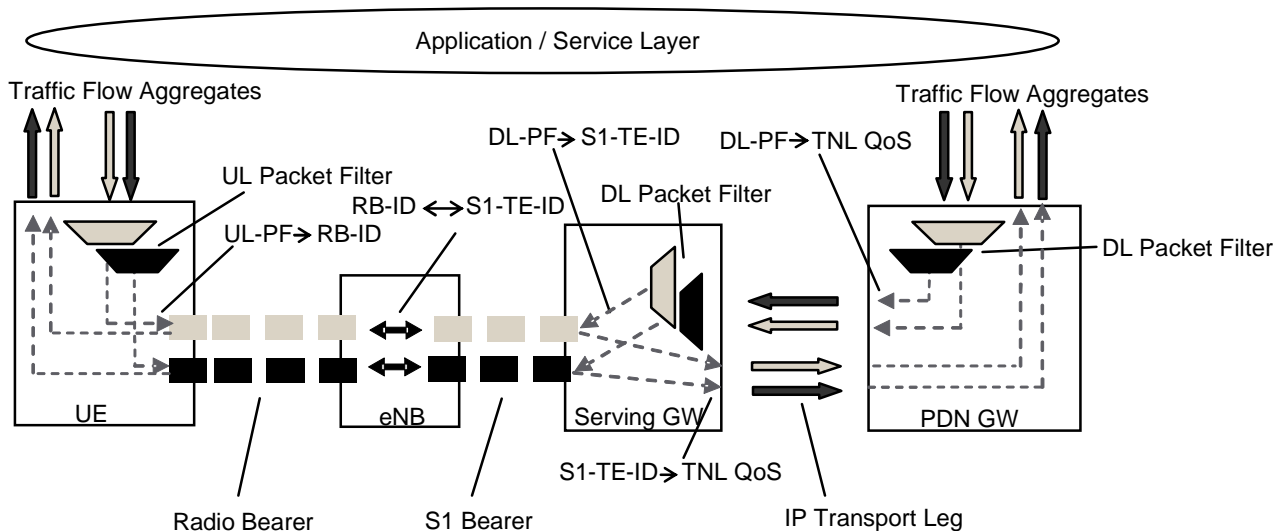 Application / Service Layer
Traffic Flow Aggregates
Traffic Flow Aggregates
DL-PF→S1-TE-ID
DL-PF→TNL QoS
UL Packet Filter
DL Packet Filter
RB-ID ↔ S1-TE-ID
UL-PF→RB-ID
DL Packet Filter
UE
eNB
Serving GW
PDN GW
S1-TE-ID→TNL QoS
Radio Bearer
S1 Bearer
IP Transport Leg